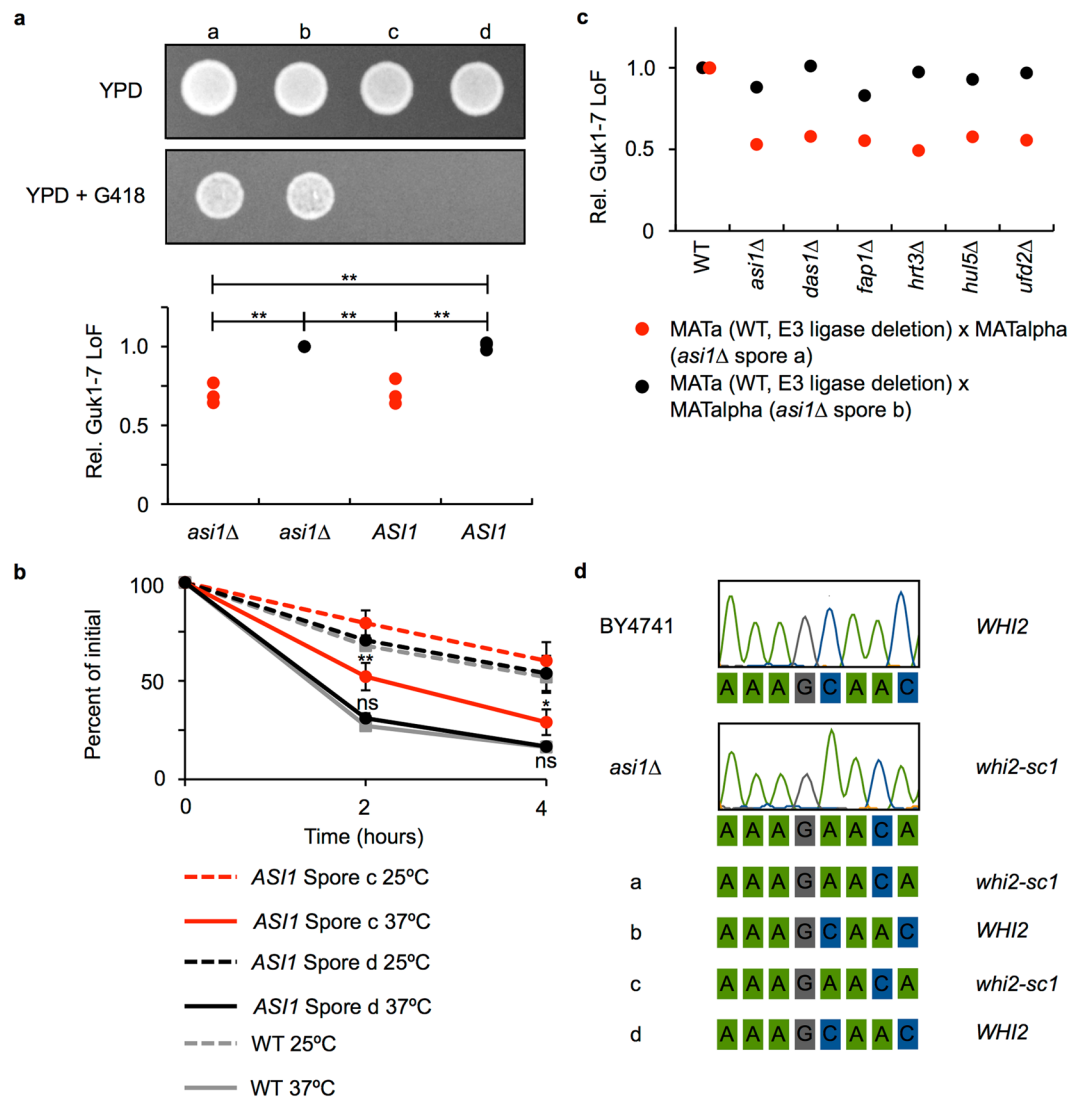 a
a b c d
YPD
YPD + G418
**
** ** **
Rel. Guk1-7 LoF
1.0
0.5
0
asi1Δ asi1Δ ASI1 ASI1
b
Percent of initial
100
50
0
**
ns
*
ns
0 2 4
Time (hours)
ASI1 Spore c 25ºC
ASI1 Spore c 37ºC
ASI1 Spore d 25ºC
ASI1 Spore d 37ºC
WT 25ºC
WT 37ºC
c
Rel. Guk1-7 LoF
1.0
0.5
0
WT asi1Δ das1Δ fap1Δ hrt3Δ hul5Δ ufd2Δ
MATa (WT, E3 ligase deletion) x MATalpha
(asi1Δ spore a)
MATa (WT, E3 ligase deletion) x
MATalpha (asi1Δ spore b)
d
BY4741 WHI2
A A A G C A A C
asi1Δ whi2-sc1
A A A G A A C A
a A A A G A A C A whi2-sc1
b A A A G C A A C WHI2
c A A A G A A C A whi2-sc1
d A A A G C A A C WHI2